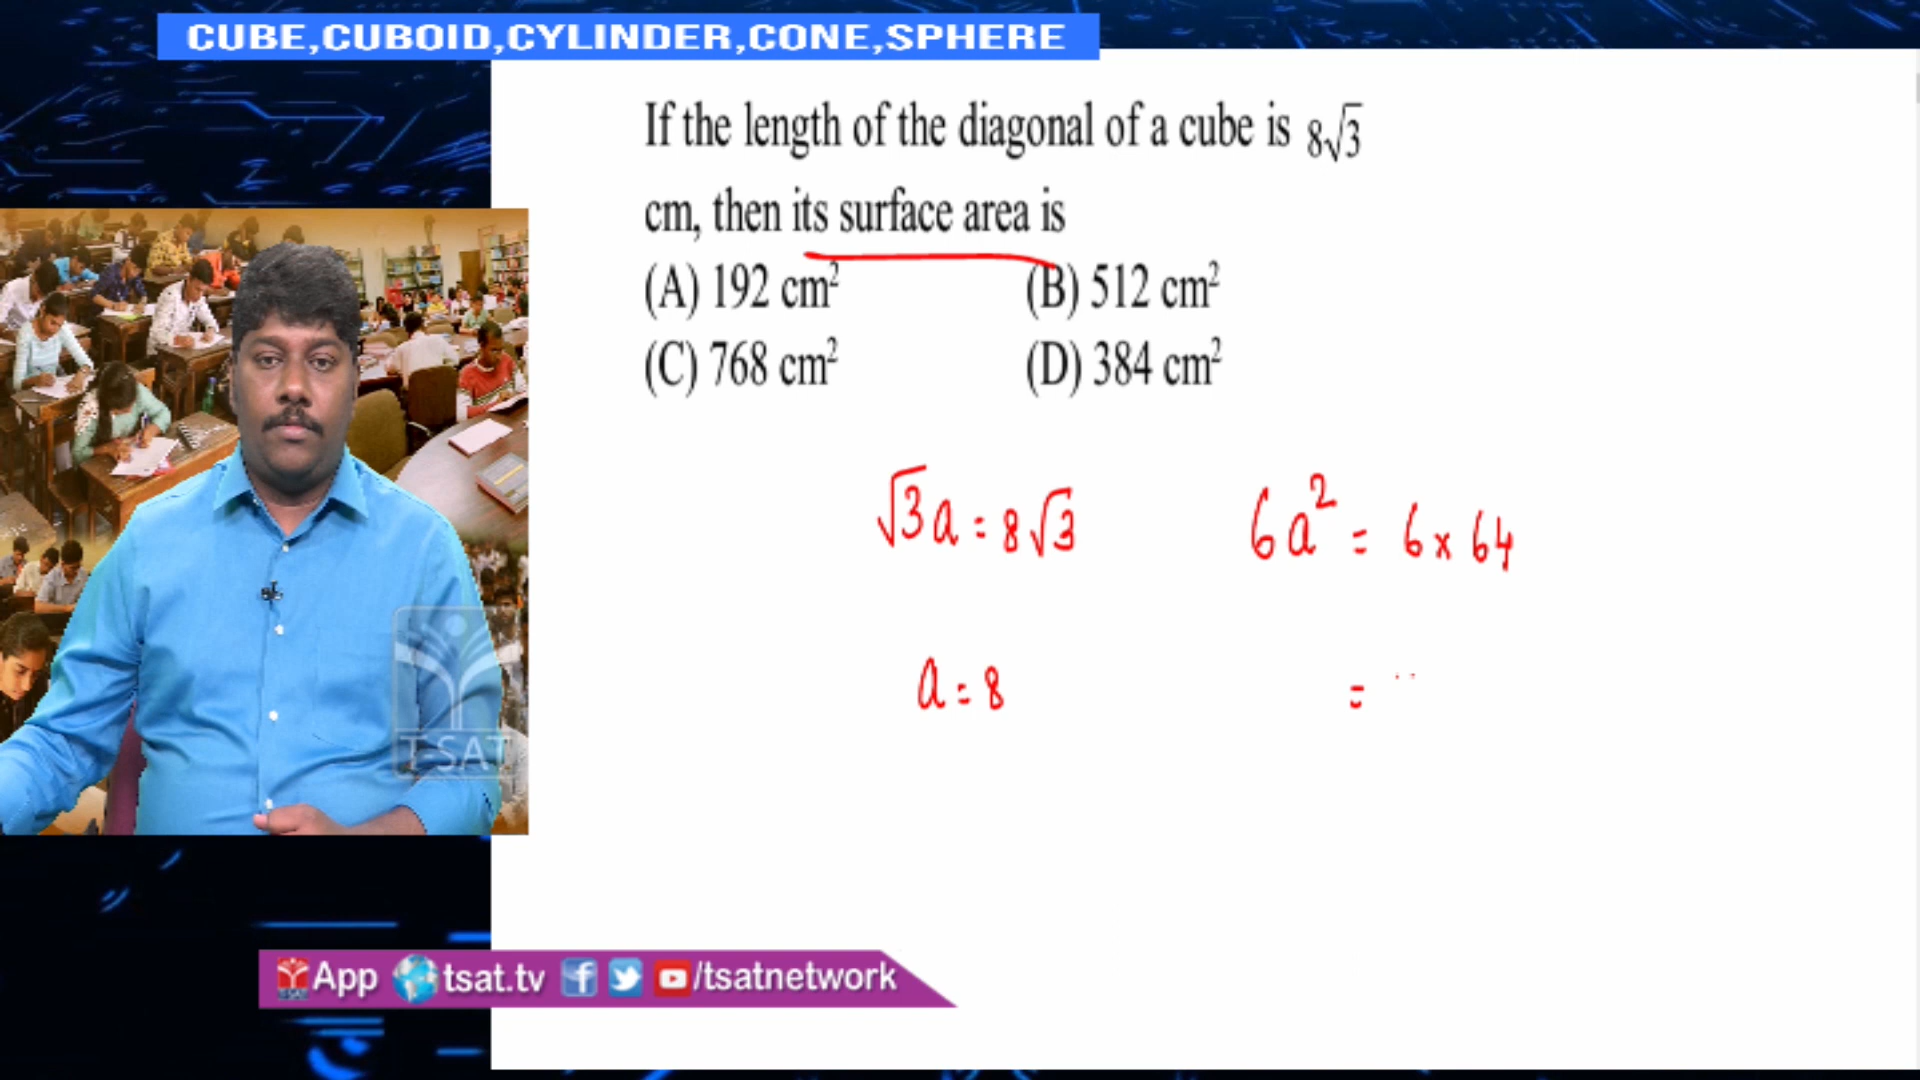 CUBE,CUBOID,CYLINDER,CONE,SPHERE
If the length of the diagonal of a cube is 8√3
cm, then its surface area is
(A) 192 cm² (B) 512 cm²
(C) 768 cm² (D) 384 cm²
√3a = 8√3 6a² = 6 x 64
a = 8 =
T-SAT
App tsat.tv /tsatnetwork